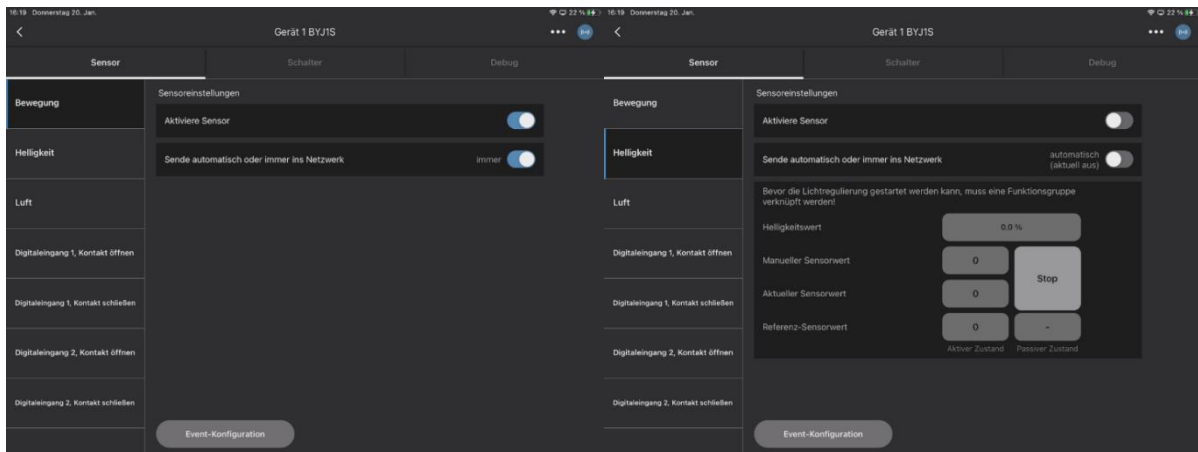 16:19 Donnerstag 20. Jan.
22 %
Gerät 1 BYJ1S
Sensor
Schalter
Debug
Bewegung
Helligkeit
Luft
Digitaleingang 1, Kontakt öffnen
Digitaleingang 1, Kontakt schließen
Digitaleingang 2, Kontakt öffnen
Digitaleingang 2, Kontakt schließen
Sensoreinstellungen
Aktiviere Sensor
Sende automatisch oder immer ins Netzwerk
immer
Event-Konfiguration
16:19 Donnerstag 20. Jan.
22 %
Gerät 1 BYJ1S
Sensor
Schalter
Debug
Bewegung
Helligkeit
Luft
Digitaleingang 1, Kontakt öffnen
Digitaleingang 1, Kontakt schließen
Digitaleingang 2, Kontakt öffnen
Digitaleingang 2, Kontakt schließen
Sensoreinstellungen
Aktiviere Sensor
Sende automatisch oder immer ins Netzwerk
automatisch
(aktuell aus)
Bevor die Lichtregulierung gestartet werden kann, muss eine Funktionsgruppe
verknüpft werden!
Helligkeitswert
0.0 %
Manueller Sensorwert
0
Stop
Aktueller Sensorwert
0
Referenz-Sensorwert
0
-
Aktiver Zustand
Passiver Zustand
Event-Konfiguration